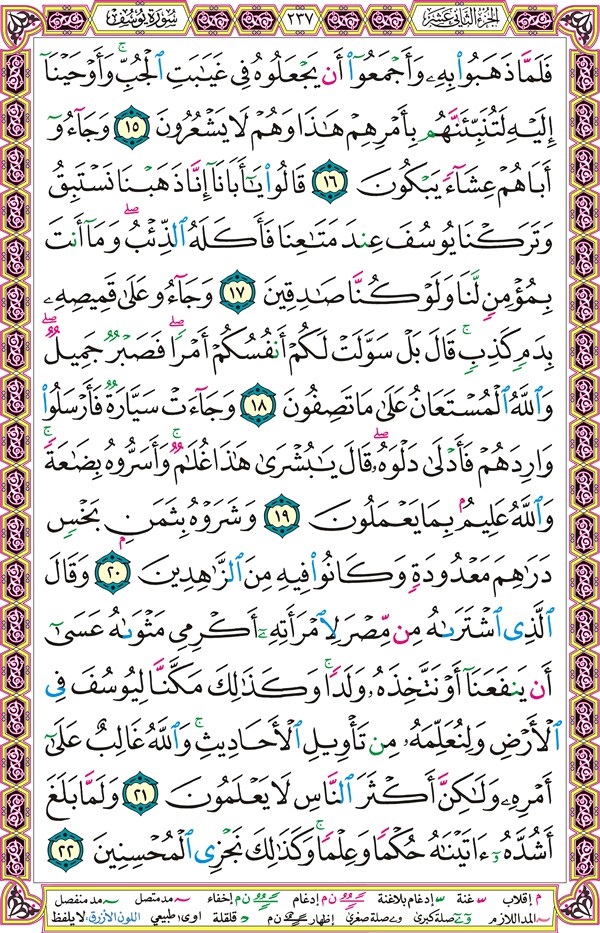 الجزء الثاني عشر ٢٣٧ سورة يوسف
فَلَمَّا ذَهَبُوا۟ بِهِۦ وَأَجْمَعُوٓا۟ أَن يَجْعَلُوهُ فِى غَيَـٰبَتِ ٱلْجُبِّ ۚ وَأَوْحَيْنَآ
إِلَيْهِ لَتُنَبِّئَنَّهُم بِأَمْرِهِمْ هَـٰذَا وَهُمْ لَا يَشْعُرُونَ ١٥ وَجَآءُوٓ
أَبَاهُمْ عِشَآءً يَبْكُونَ ١٦ قَالُوا۟ يَـٰٓأَبَانَآ إِنَّا ذَهَبْنَا نَسْتَبِقُ
وَتَرَكْنَا يُوسُفَ عِندَ مَتَـٰعِنَا فَأَكَلَهُ ٱلذِّئْبُ ۖ وَمَآ أَنتَ
بِمُؤْمِنٍ لَّنَا وَلَوْ كُنَّا صَـٰدِقِينَ ١٧ وَجَآءُو عَلَىٰ قَمِيصِهِۦ
بِدَمٍ كَذِبٍ ۚ قَالَ بَلْ سَوَّلَتْ لَكُمْ أَنفُسُكُمْ أَمْرًا ۖ فَصَبْرٌ جَمِيلٌ ۖ
وَٱللَّهُ ٱلْمُسْتَعَانُ عَلَىٰ مَا تَصِفُونَ ١٨ وَجَآءَتْ سَيَّارَةٌ فَأَرْسَلُوا۟
وَارِدَهُمْ فَأَدْلَىٰ دَلْوَهُۥ ۖ قَالَ يَـٰبُشْرَىٰ هَـٰذَا غُلَـٰمٌ ۚ وَأَسَرُّوهُ بِضَـٰعَةً ۚ
وَٱللَّهُ عَلِيمٌۢ بِمَا يَعْمَلُونَ ١٩ وَشَرَوْهُ بِثَمَنٍۭ بَخْسٍ
دَرَٰهِمَ مَعْدُودَةٍ وَكَانُوا۟ فِيهِ مِنَ ٱلزَّٰهِدِينَ ٢٠ وَقَالَ
ٱلَّذِى ٱشْتَرَىٰهُ مِن مِّصْرَ لِٱمْرَأَتِهِۦٓ أَكْرِمِى مَثْوَىٰهُ عَسَىٰٓ
أَن يَنفَعَنَآ أَوْ نَتَّخِذَهُۥ وَلَدًا ۚ وَكَذَٰلِكَ مَكَّنَّا لِيُوسُفَ فِى
ٱلْأَرْضِ وَلِنُعَلِّمَهُۥ مِن تَأْوِيلِ ٱلْأَحَادِيثِ ۚ وَٱللَّهُ غَالِبٌ عَلَىٰٓ
أَمْرِهِۦ وَلَـٰكِنَّ أَكْثَرَ ٱلنَّاسِ لَا يَعْلَمُونَ ٢١ وَلَمَّا بَلَغَ
أَشُدَّهُۥٓ ءَاتَيْنَـٰهُ حُكْمًا وَعِلْمًا ۚ وَكَذَٰلِكَ نَجْزِى ٱلْمُحْسِنِينَ ٢٢
م إقلاب غنة إدغام بلاغنة ن م إدغام إخفاء مد متصل مد منفصل
المد اللازم صلة كبرى صلة صغرى إظهار ن م قلقلة اوى طبيعي اللون الأزرق لا يلفظ